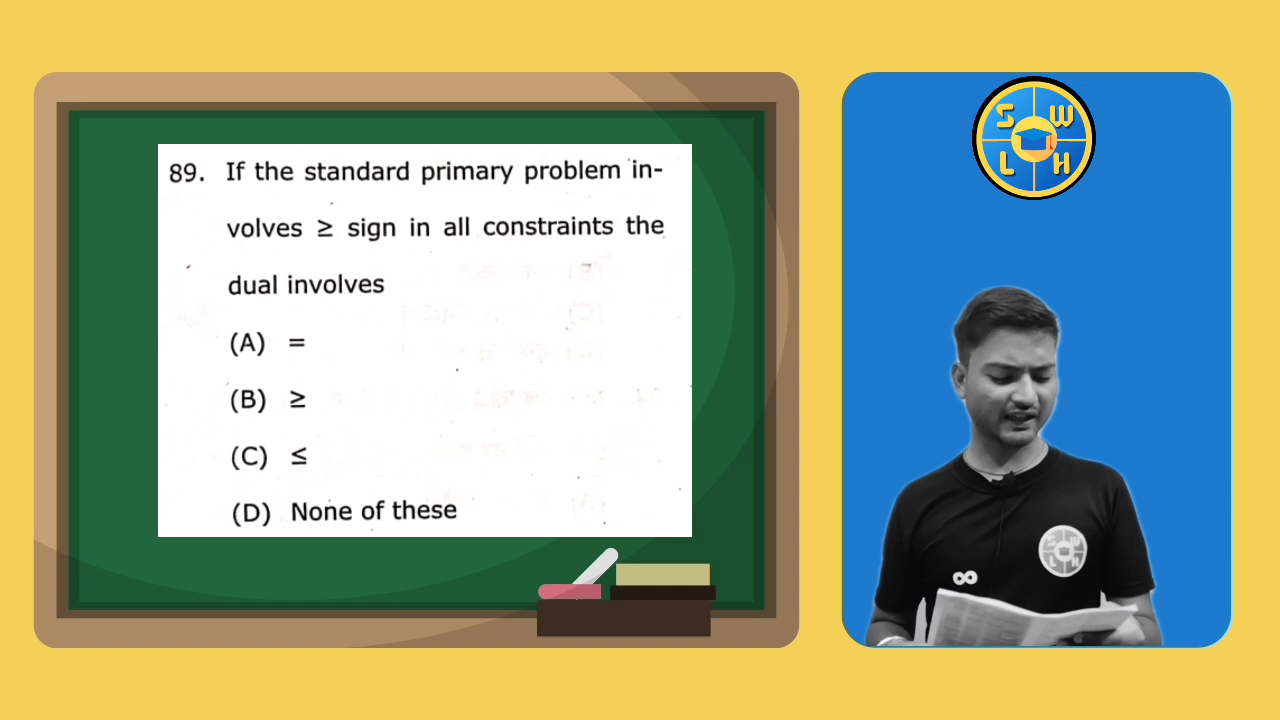 89. If the standard primary problem in-
volves ≥ sign in all constraints the
dual involves
(A) =
(B) ≥
(C) ≤
(D) None of these
S W
L H
S W
L H